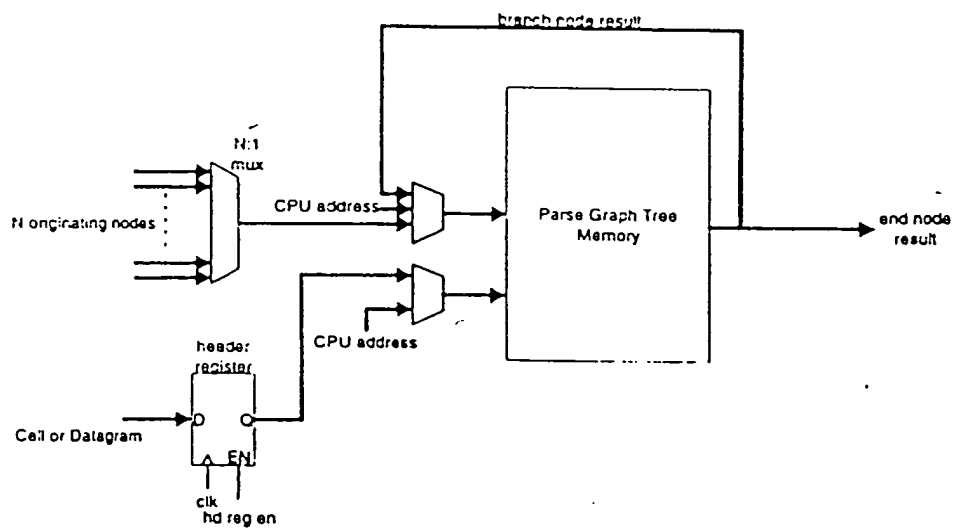 branch node result
N:1
mux
CPU address
N originating nodes
Parse Graph Tree
Memory
end node
result
CPU address
header
register
D
Q
Cell or Datagram
EN
clk
hd reg en